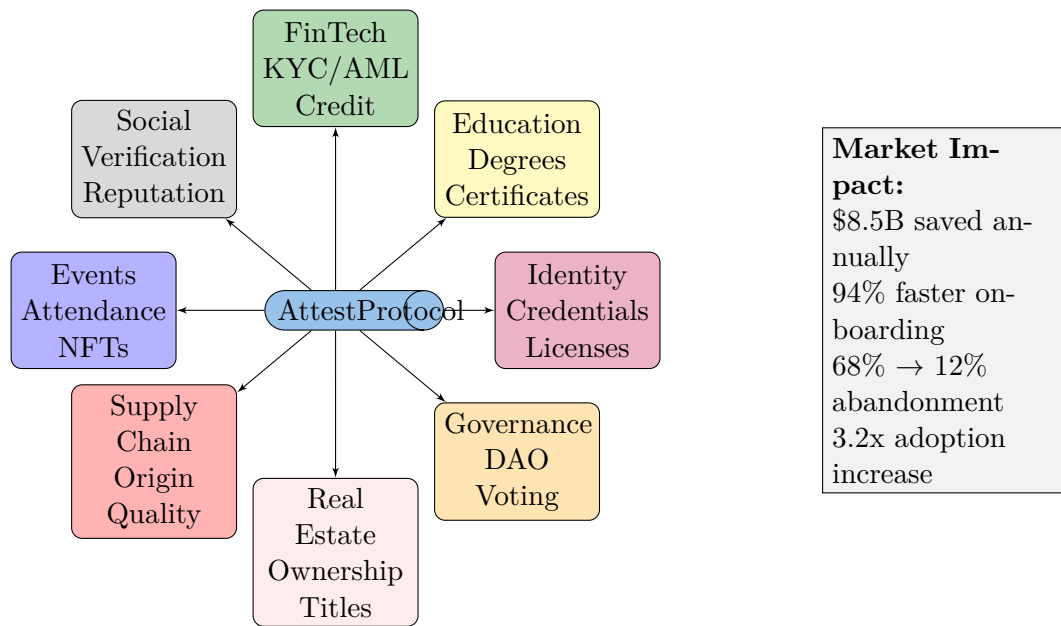 FinTech
KYC/AML
Credit
Social
Verification
Reputation
Education
Degrees
Certificates
Events
Attendance
NFTs
AttestProtocol
Identity
Credentials
Licenses
Supply
Chain
Origin
Quality
Governance
DAO
Voting
Real
Estate
Ownership
Titles
Market Im-
pact:
$8.5B saved an-
nually
94% faster on-
boarding
68% → 12%
abandonment
3.2x adoption
increase